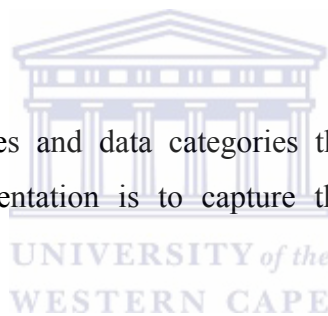 es and data categories th
entation is to capture th
UNIVERSITY of the
WESTERN CAPE